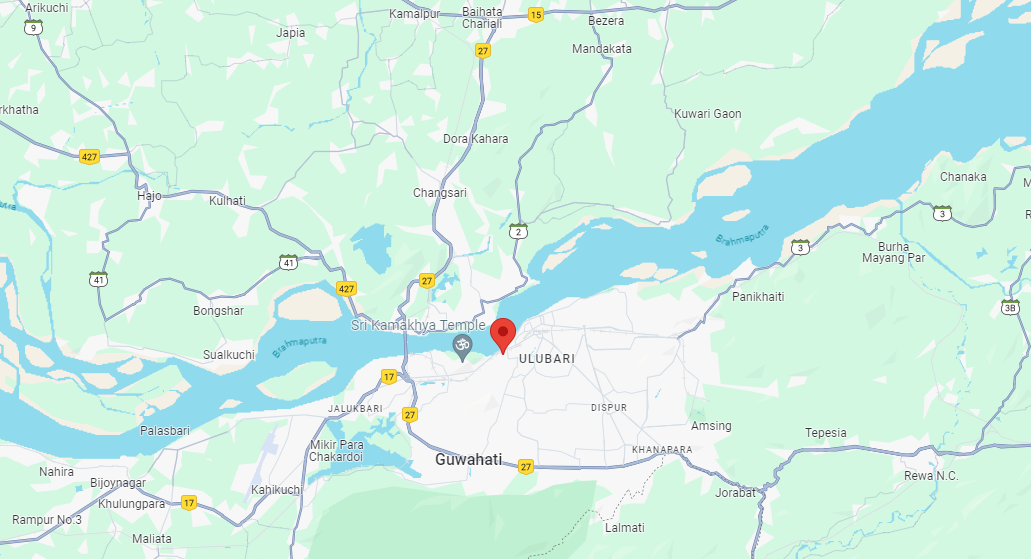 Arikuchi
9
Kamalpur
Baihata
Chariali
15
Bezera
Japia
27
Mandakata
427
Dora Kahara
Kuwari Gaon
Hajo
Kulhati
Changsari
Chanaka
3
2
Brahmaputra
3
Burha
Mayang Par
41
41
427
27
Panikhaiti
3B
Bongshar
Sri Kamakhya Temple
Brahmaputra
Sualkuchi
ULUBARI
17
JALUKBARI
27
DISPUR
Palasbari
Mikir Para
Chakardoi
Amsing
Tepesia
KHANAPARA
Guwahati
27
Nahira
Bijoynagar
Kahikuchi
Rewa N.C.
Khulungpara
17
Jorabat
Rampur No.3
Lalmati
Maliata